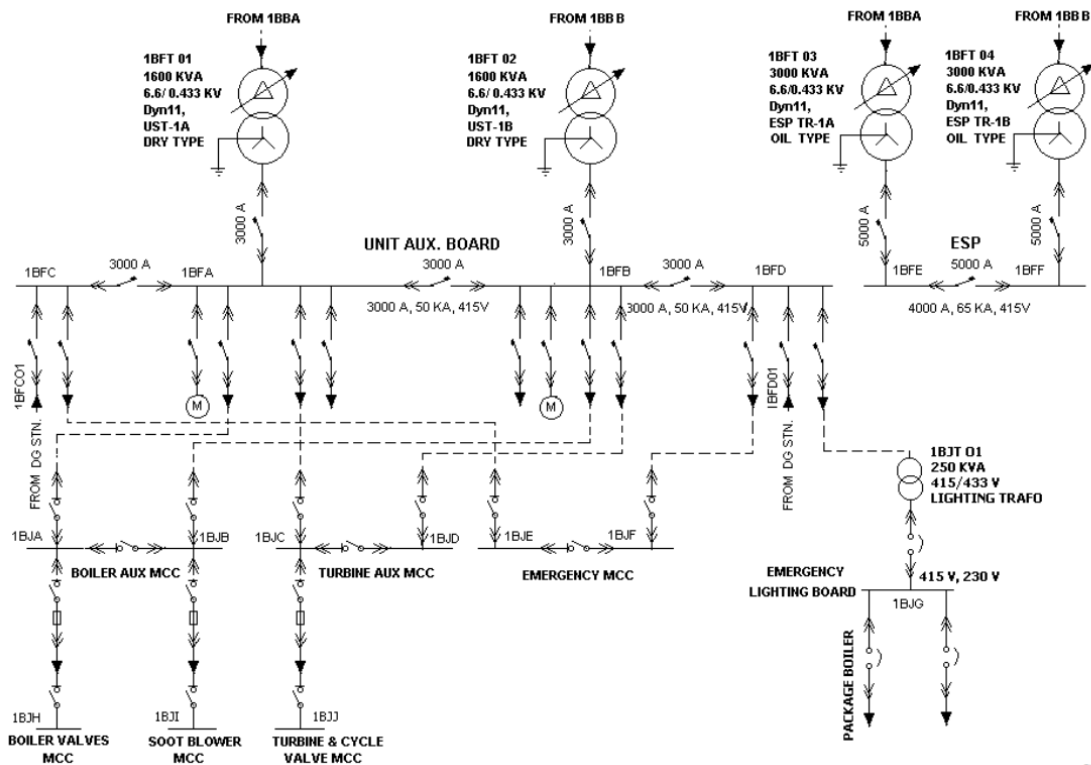 FROM 1BBA
FROM 1BB B
FROM 1BBA
FROM 1BB B
1BFT 01
1600 KVA
6.6/ 0.433 KV
Dyn11,
UST-1A
DRY TYPE
1BFT 02
1600 KVA
6.6/0.433 KV
Dyn11,
UST-1B
DRY TYPE
1BFT 03
3000 KVA
6.6/0.433 KV
Dyn11,
ESP TR-1A
OIL TYPE
1BFT 04
3000 KVA
6.6/0.433 KV
Dyn11,
ESP TR-1B
OIL TYPE
3000 A
3000 A
5000 A
5000 A
UNIT AUX. BOARD
ESP
1BFC
3000 A
1BFA
3000 A
1BFB
3000 A
1BFD
1BFE
5000 A
1BFF
3000 A, 50 KA, 415V
3000 A, 50 KA, 415V
4000 A, 65 KA, 415V
1BFC01
M
M
1BFD01
FROM DG STN.
FROM DG STN.
1BJT 01
250 KVA
415/433 V
LIGHTING TRAFO
1BJA
1BJB
1BJC
1BJD
1BJE
1BJF
BOILER AUX MCC
TURBINE AUX MCC
EMERGENCY MCC
EMERGENCY
LIGHTING BOARD
415 V, 230 V
1BJG
PACKAGE BOILER
1BJH
1BJI
1BJJ
BOILER VALVES
MCC
SOOT BLOWER
MCC
TURBINE & CYCLE
VALVE MCC